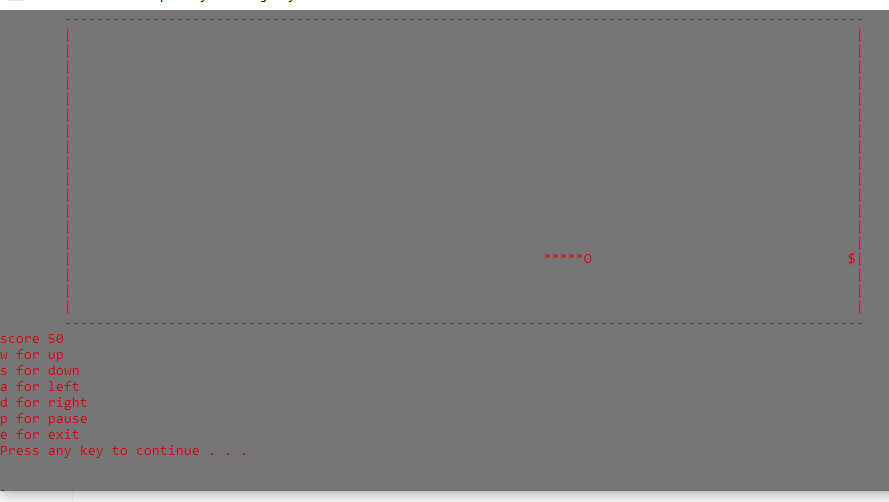 *****O $
score 50
w for up
s for down
a for left
d for right
p for pause
e for exit
Press any key to continue . . .